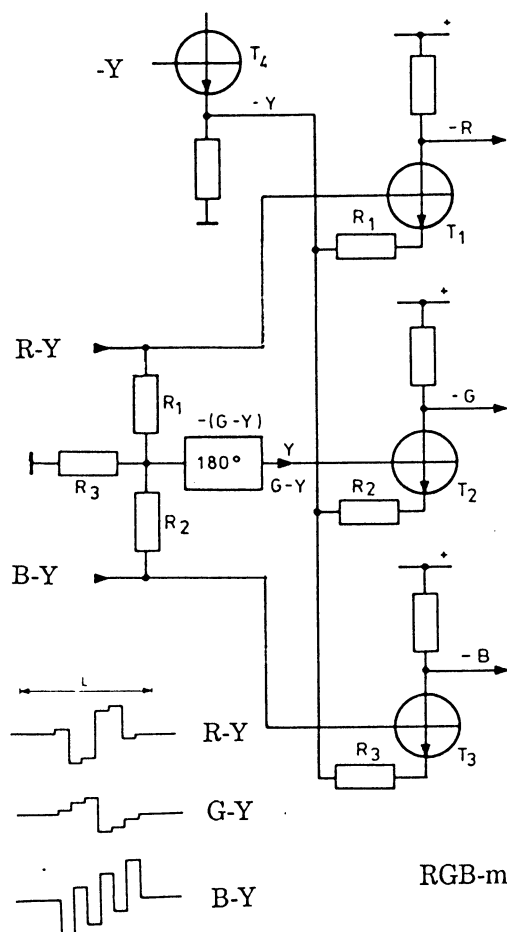 +
-Y
T4
- Y
- R
R1
T1
+
R-Y
R1
-(G-Y)
Y
- G
180°
R3
G-Y
R2
T2
R2
B-Y
+
- B
L
R-Y
R3
T3
G-Y
RGB-m
B-Y